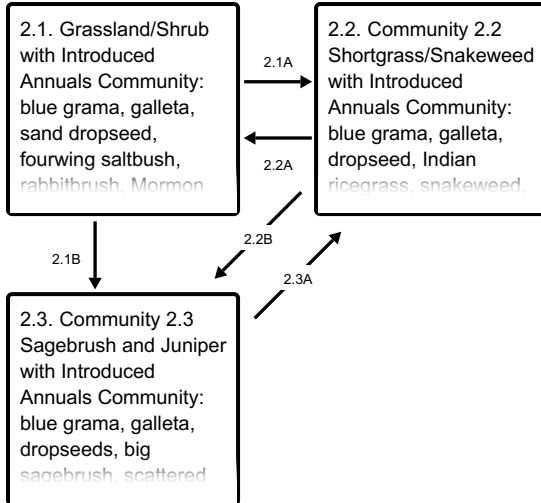 2.1. Grassland/Shrub
with Introduced
Annuals Community:
blue grama, galleta,
sand dropseed,
fourwing saltbush,
rabbitbrush, Mormon
2.1A
2.2A
2.2. Community 2.2
Shortgrass/Snakeweed
with Introduced
Annuals Community:
blue grama, galleta,
dropseed, Indian
ricegrass, snakeweed,
2.1B
2.2B
2.3A
2.3. Community 2.3
Sagebrush and Juniper
with Introduced
Annuals Community:
blue grama, galleta,
dropseeds, big
sagebrush, scattered